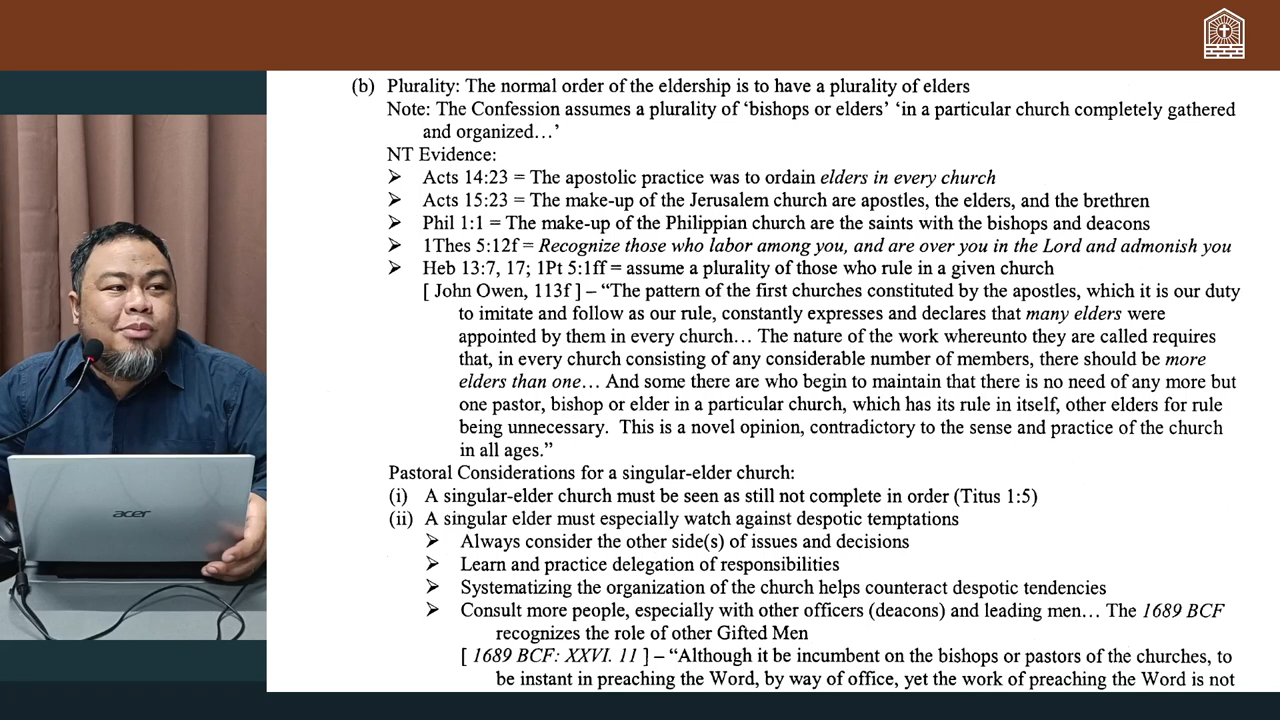 (b) Plurality: The normal order of the eldership is to have a plurality of elders
Note: The Confession assumes a plurality of ‘bishops or elders’ ‘in a particular church completely gathered
and organized…’
NT Evidence:
➢ Acts 14:23 = The apostolic practice was to ordain elders in every church
➢ Acts 15:23 = The make-up of the Jerusalem church are apostles, the elders, and the brethren
➢ Phil 1:1 = The make-up of the Philippian church are the saints with the bishops and deacons
➢ 1Thes 5:12f = Recognize those who labor among you, and are over you in the Lord and admonish you
➢ Heb 13:7, 17; 1Pt 5:1ff = assume a plurality of those who rule in a given church
[ John Owen, 113f ] – “The pattern of the first churches constituted by the apostles, which it is our duty
to imitate and follow as our rule, constantly expresses and declares that many elders were
appointed by them in every church… The nature of the work whereunto they are called requires
that, in every church consisting of any considerable number of members, there should be more
elders than one… And some there are who begin to maintain that there is no need of any more but
one pastor, bishop or elder in a particular church, which has its rule in itself, other elders for rule
being unnecessary. This is a novel opinion, contradictory to the sense and practice of the church
in all ages.”
Pastoral Considerations for a singular-elder church:
(i) A singular-elder church must be seen as still not complete in order (Titus 1:5)
(ii) A singular elder must especially watch against despotic temptations
➢ Always consider the other side(s) of issues and decisions
➢ Learn and practice delegation of responsibilities
➢ Systematizing the organization of the church helps counteract despotic tendencies
➢ Consult more people, especially with other officers (deacons) and leading men… The 1689 BCF
recognizes the role of other Gifted Men
[ 1689 BCF: XXVI. 11 ] – “Although it be incumbent on the bishops or pastors of the churches, to
be instant in preaching the Word, by way of office, yet the work of preaching the Word is not
acer